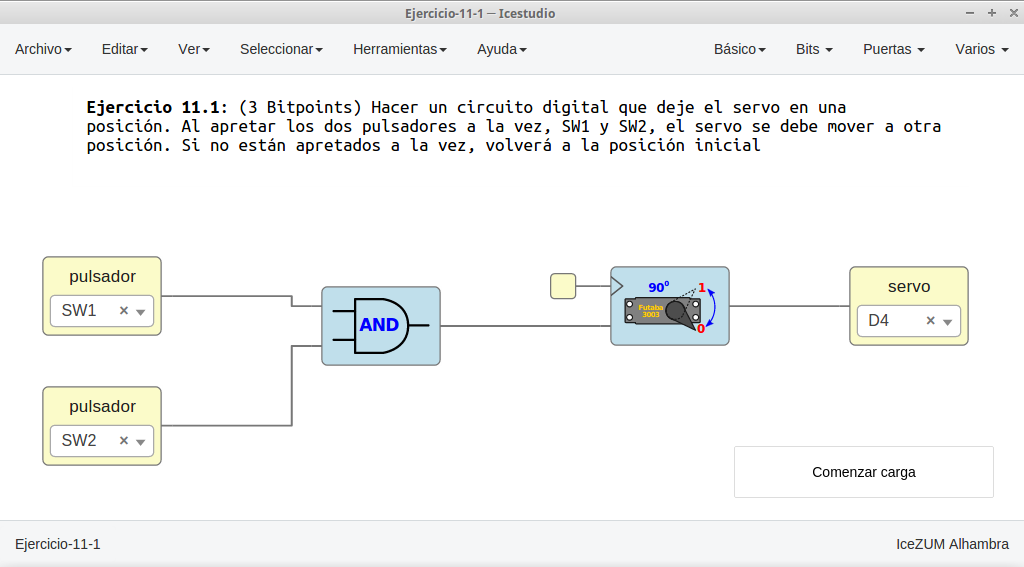 Ejercicio-11-1 — Icestudio
Archivo Editar Ver Seleccionar Herramientas Ayuda Básico Bits Puertas Varios
Ejercicio 11.1: (3 Bitpoints) Hacer un circuito digital que deje el servo en una
posición. Al apretar los dos pulsadores a la vez, SW1 y SW2, el servo se debe mover a otra
posición. Si no están apretados a la vez, volverá a la posición inicial
pulsador
SW1
pulsador
SW2
AND
90º
1
Futaba
3003
0
servo
D4
Comenzar carga
Ejercicio-11-1
IceZUM Alhambra